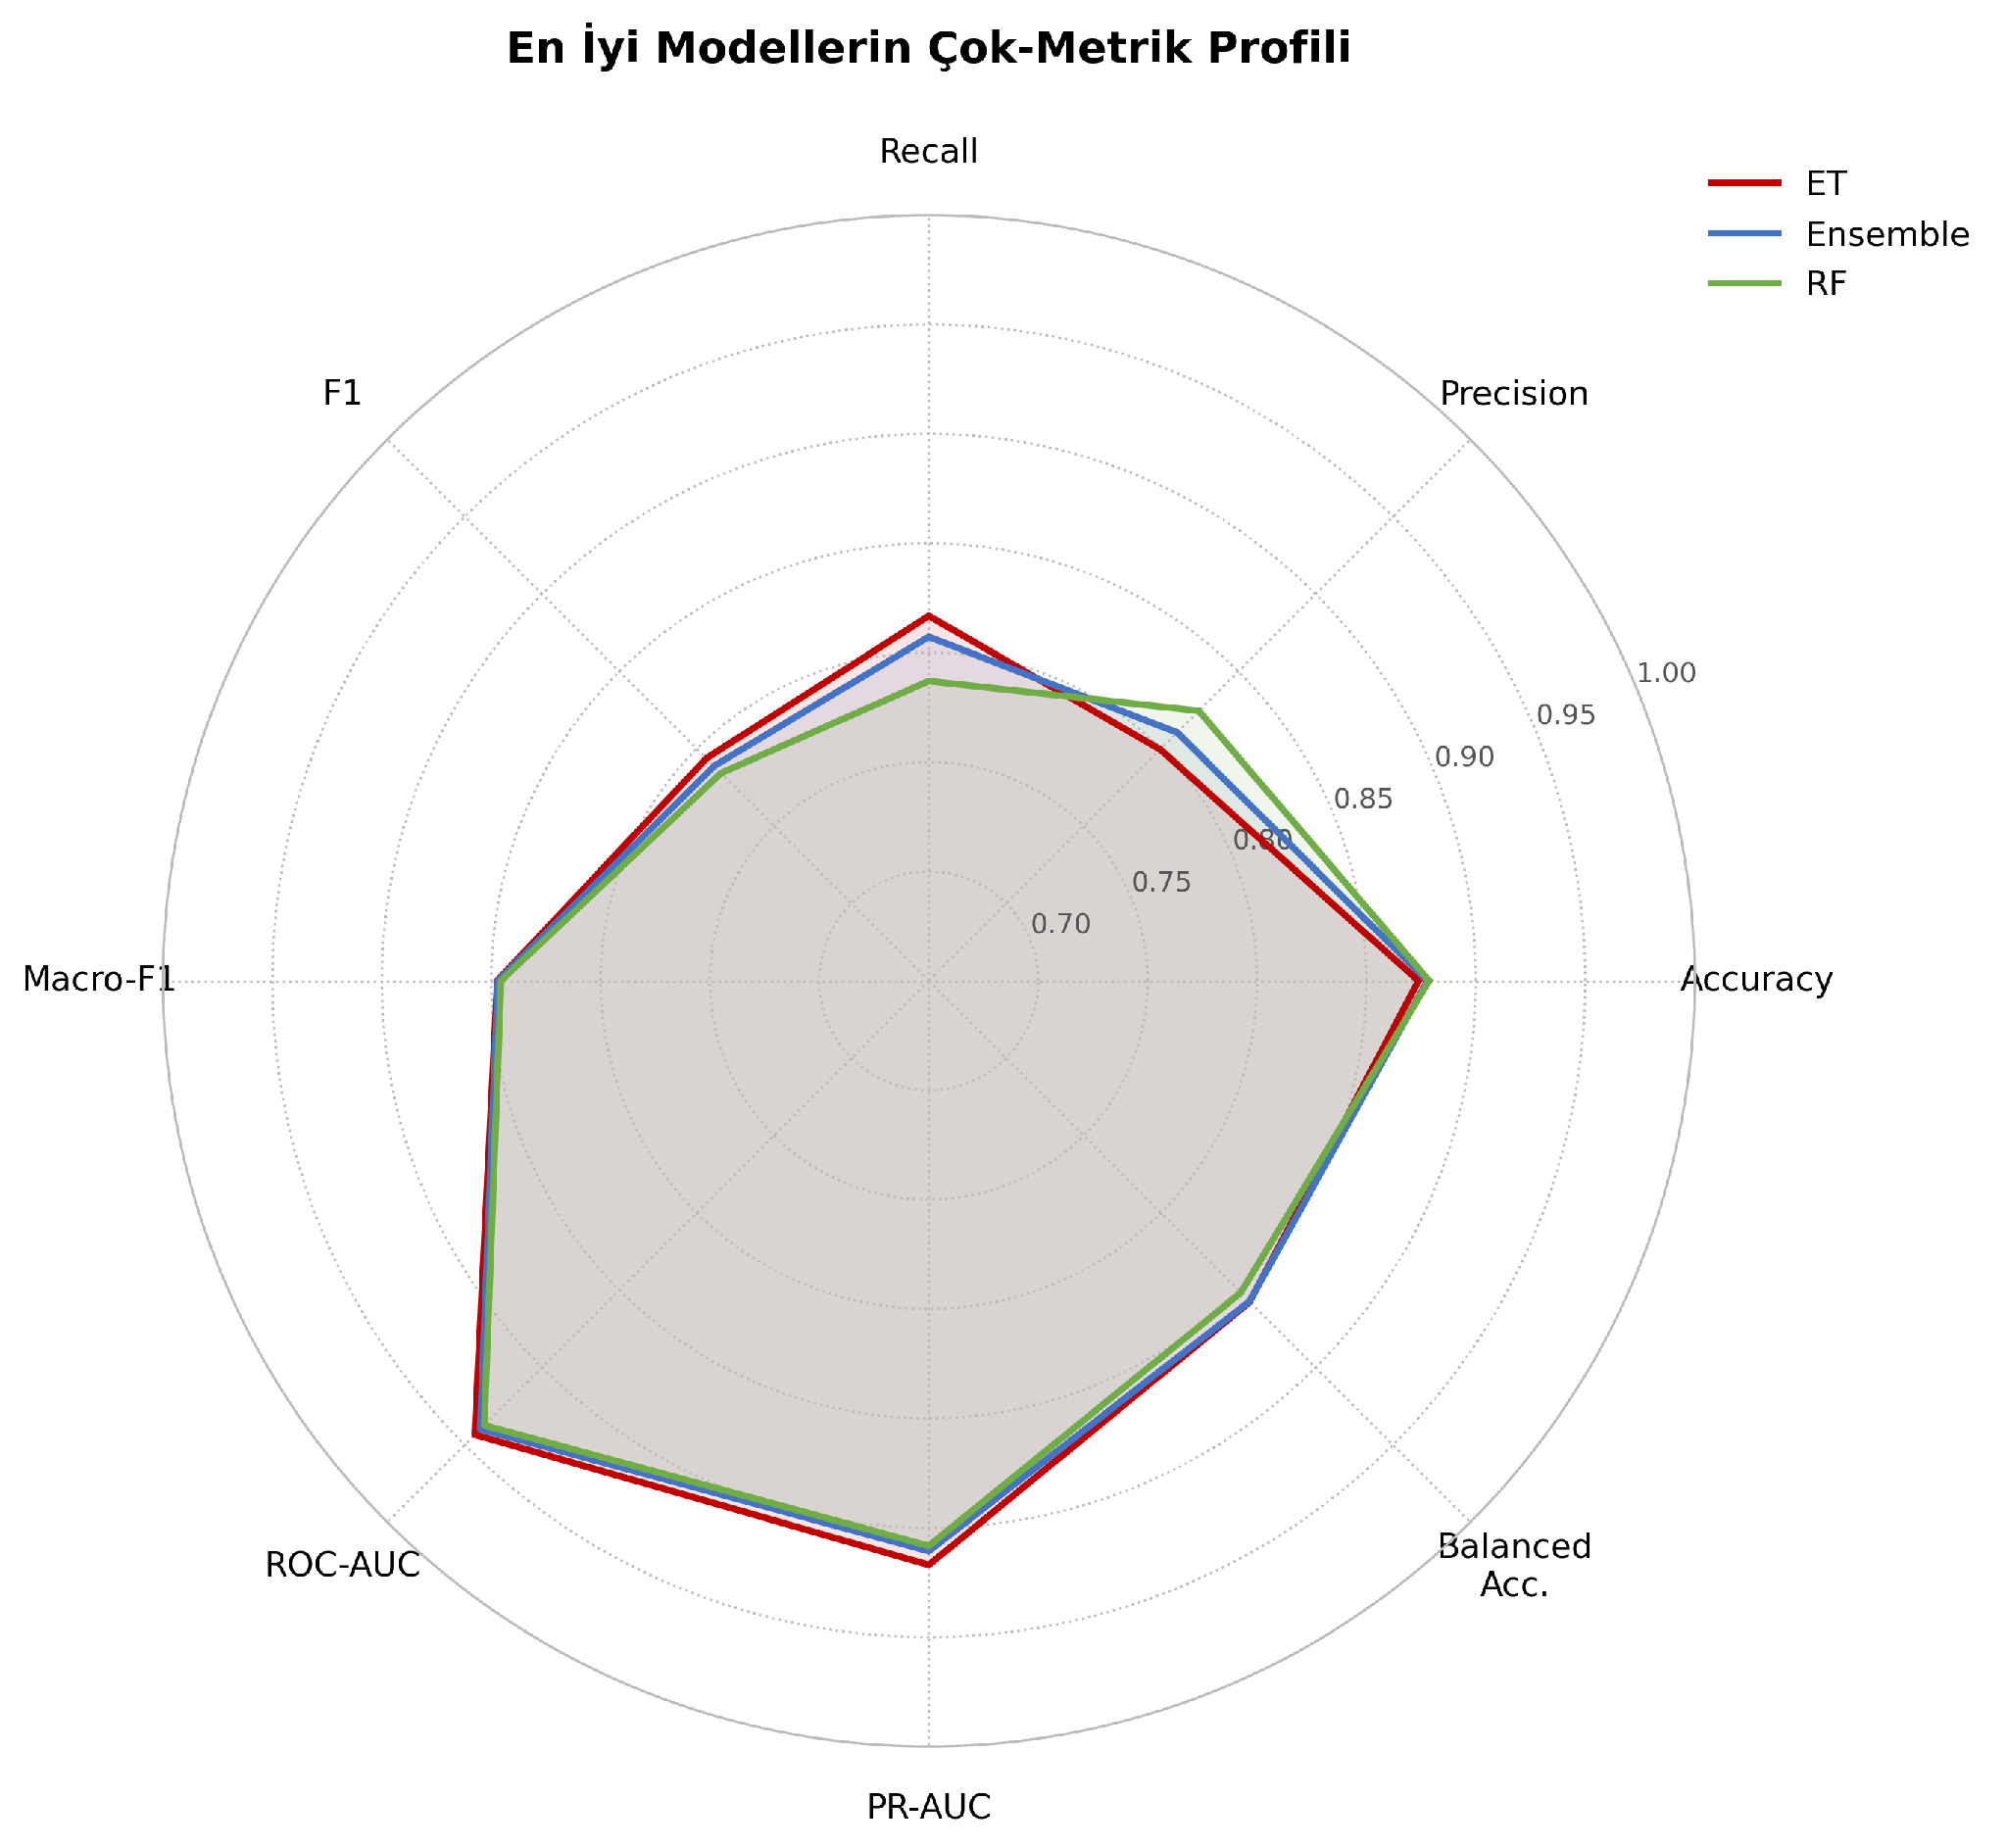 En İyi Modellerin Çok-Metrik Profili
Recall
ET
Ensemble
RF
F1
Precision
1.00
0.95
0.90
0.85
0.80
0.75
0.70
Macro-F1
Accuracy
ROC-AUC
Balanced
Acc.
PR-AUC